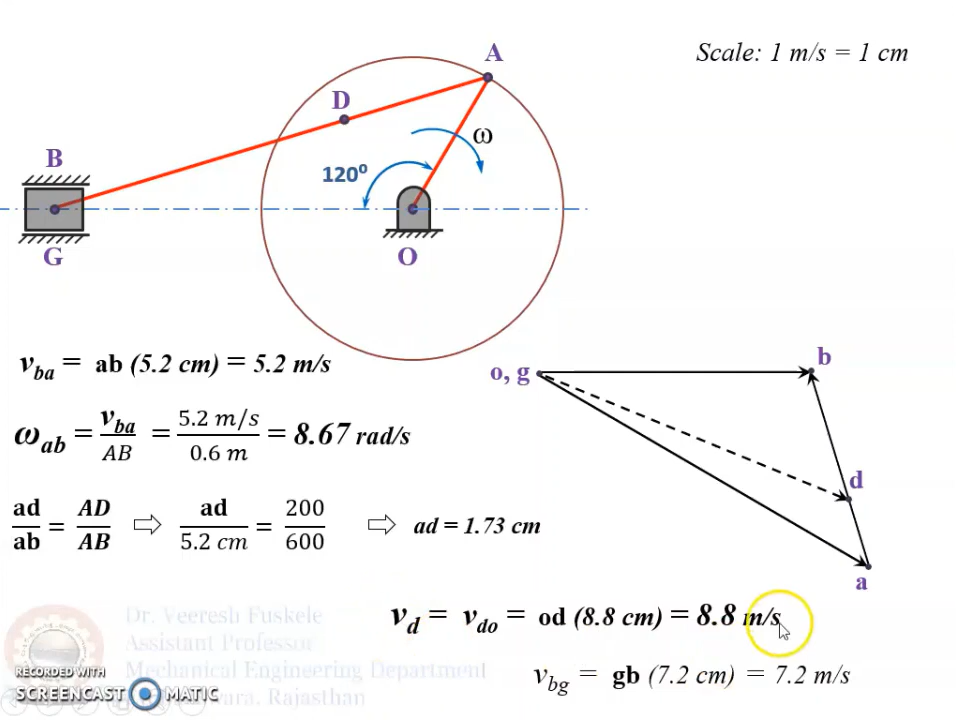 Scale: 1 m/s = 1 cm
A
D
ω
B
120⁰
G
O
v_ba = ab (5.2 cm) = 5.2 m/s
ω_ab = v_ba / AB = 5.2 m/s / 0.6 m = 8.67 rad/s
ad / ab = AD / AB ⇨ ad / 5.2 cm = 200 / 600 ⇨ ad = 1.73 cm
o, g
b
d
a
v_d = v_do = od (8.8 cm) = 8.8 m/s
v_bg = gb (7.2 cm) = 7.2 m/s
Dr. Veeresh Fuskele
Assistant Professor
Mechanical Engineering Department
Rajasthan
RECORDED WITH
SCREENCAST MATIC